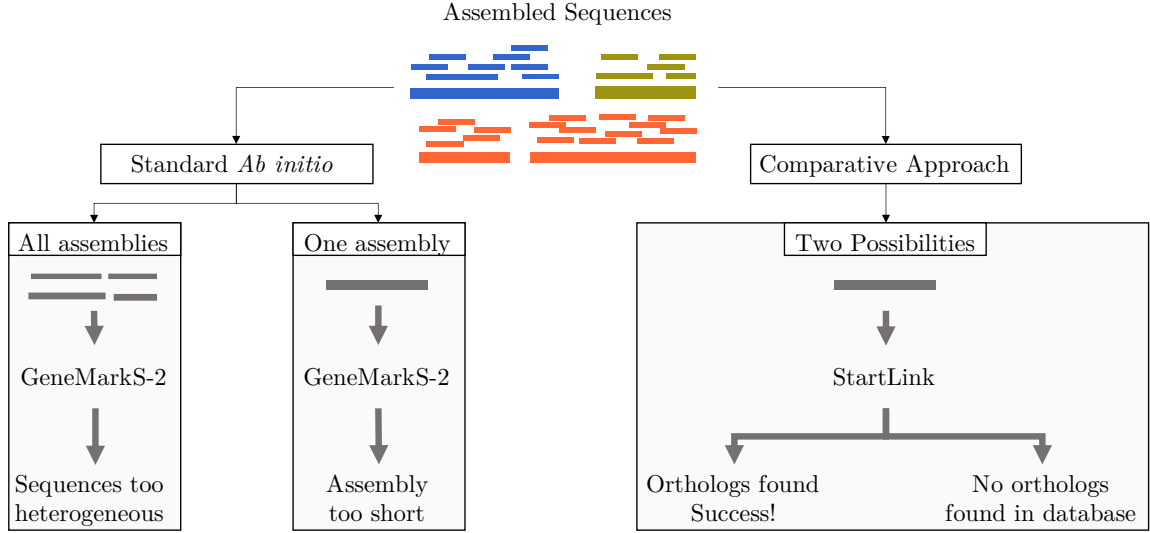 Assembled Sequences
Standard Ab initio
Comparative Approach
All assemblies
GeneMarkS-2
Sequences too
heterogeneous
One assembly
GeneMarkS-2
Assembly
too short
Two Possibilities
StartLink
Orthologs found
Success!
No orthologs
found in database